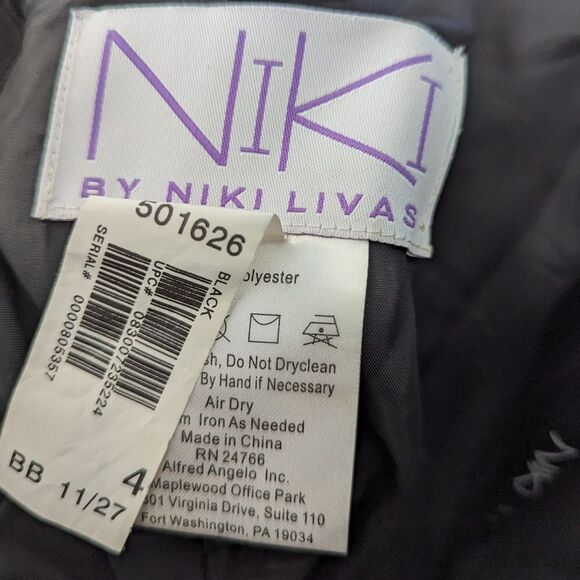 NIKI
BY NIKI LIVAS
501626
BLACK
UPC# 083007235224
SERIAL# 0000805357
4
BB 11/27
Do Not Dryclean
By Hand if Necessary
Air Dry
Iron As Needed
Made in China
RN 24766
Alfred Angelo Inc.
Maplewood Office Park
Virginia Drive, Suite 110
Fort Washington, PA 19034